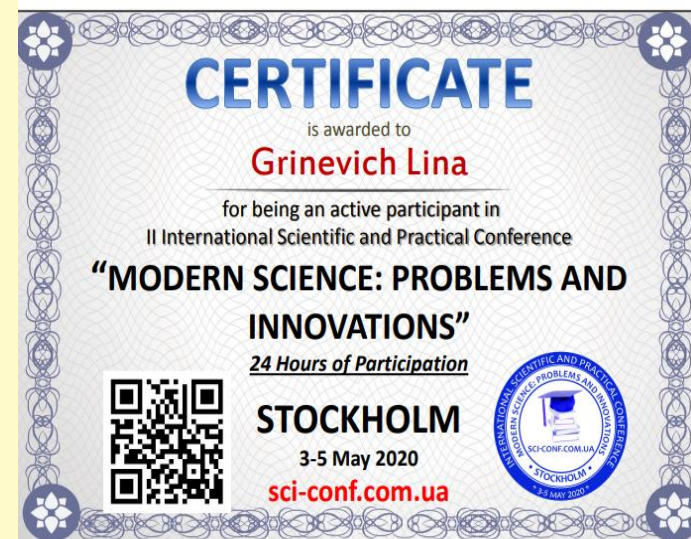 CERTIFICATE
is awarded to
Grinevich Lina
for being an active participant in
II International Scientific and Practical Conference
“MODERN SCIENCE: PROBLEMS AND
INNOVATIONS”
24 Hours of Participation
STOCKHOLM
3-5 May 2020
sci-conf.com.ua
INTERNATIONAL SCIENTIFIC AND PRACTICAL CONFERENCE
MODERN SCIENCE: PROBLEMS AND INNOVATIONS
SCI-CONF.COM.UA
• STOCKHOLM •
* 3-5 MAY 2020 *